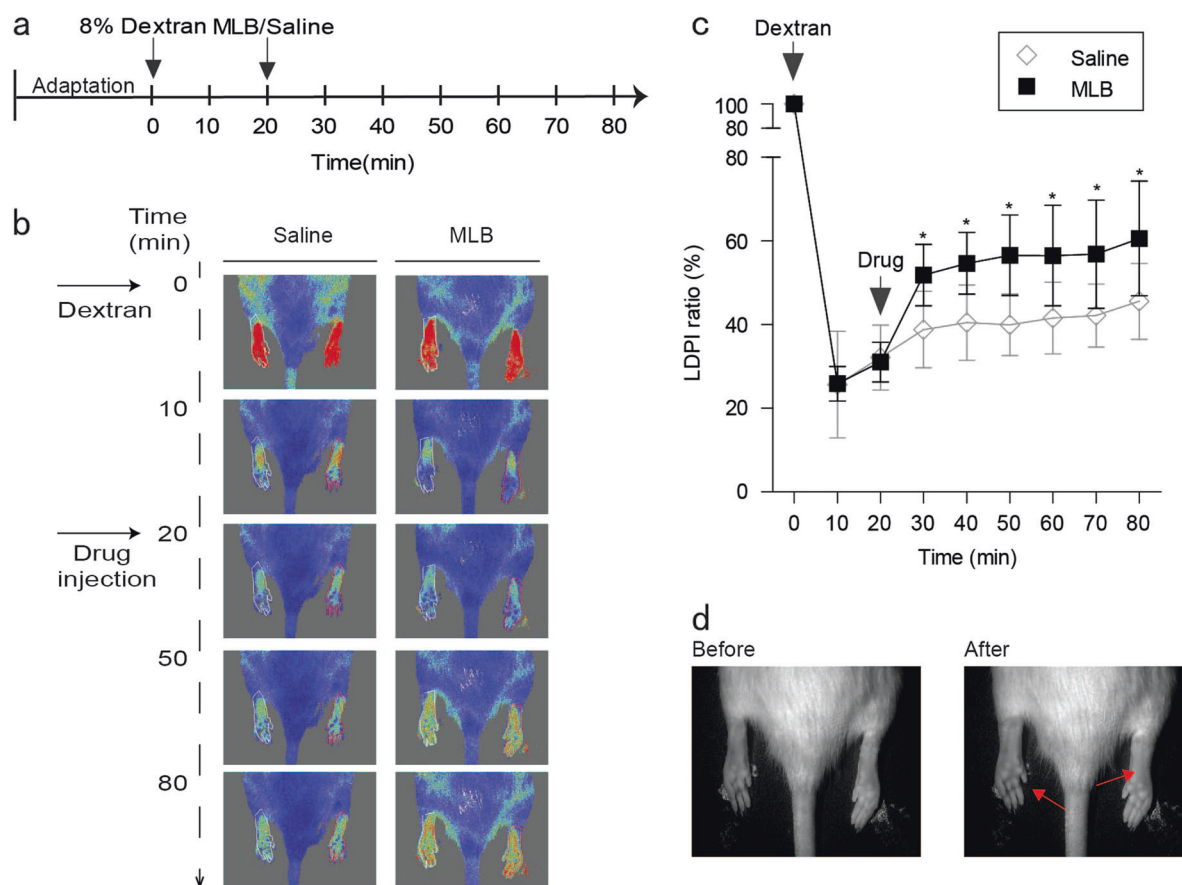 a
8% Dextran MLB/Saline
Adaptation
0 10 20 30 40 50 60 70 80
Time(min)
b
Time
(min)
Saline MLB
0
Dextran
10
20
Drug
injection
50
80
c
Dextran
Saline
MLB
100
80
80
60
40
20
0
LDPI ratio (%)
Drug
* * * * * *
0 10 20 30 40 50 60 70 80
Time (min)
d
Before After